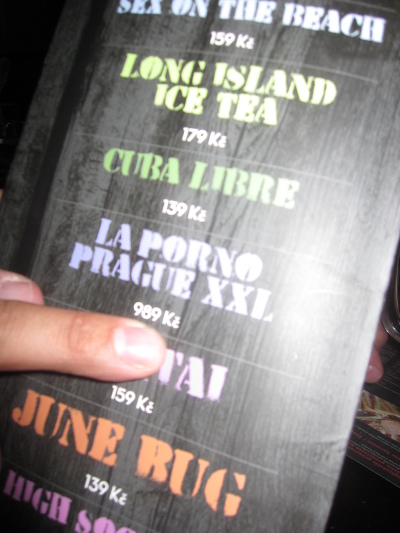 SEX ON THE BEACH
159 Kč
LONG ISLAND
ICE TEA
179 Kč
CUBA LIBRE
139 Kč
LA PORNO
PRAGUE XXL
989 Kč
TAI
159 Kč
JUNE BUG
139 Kč
HIGH